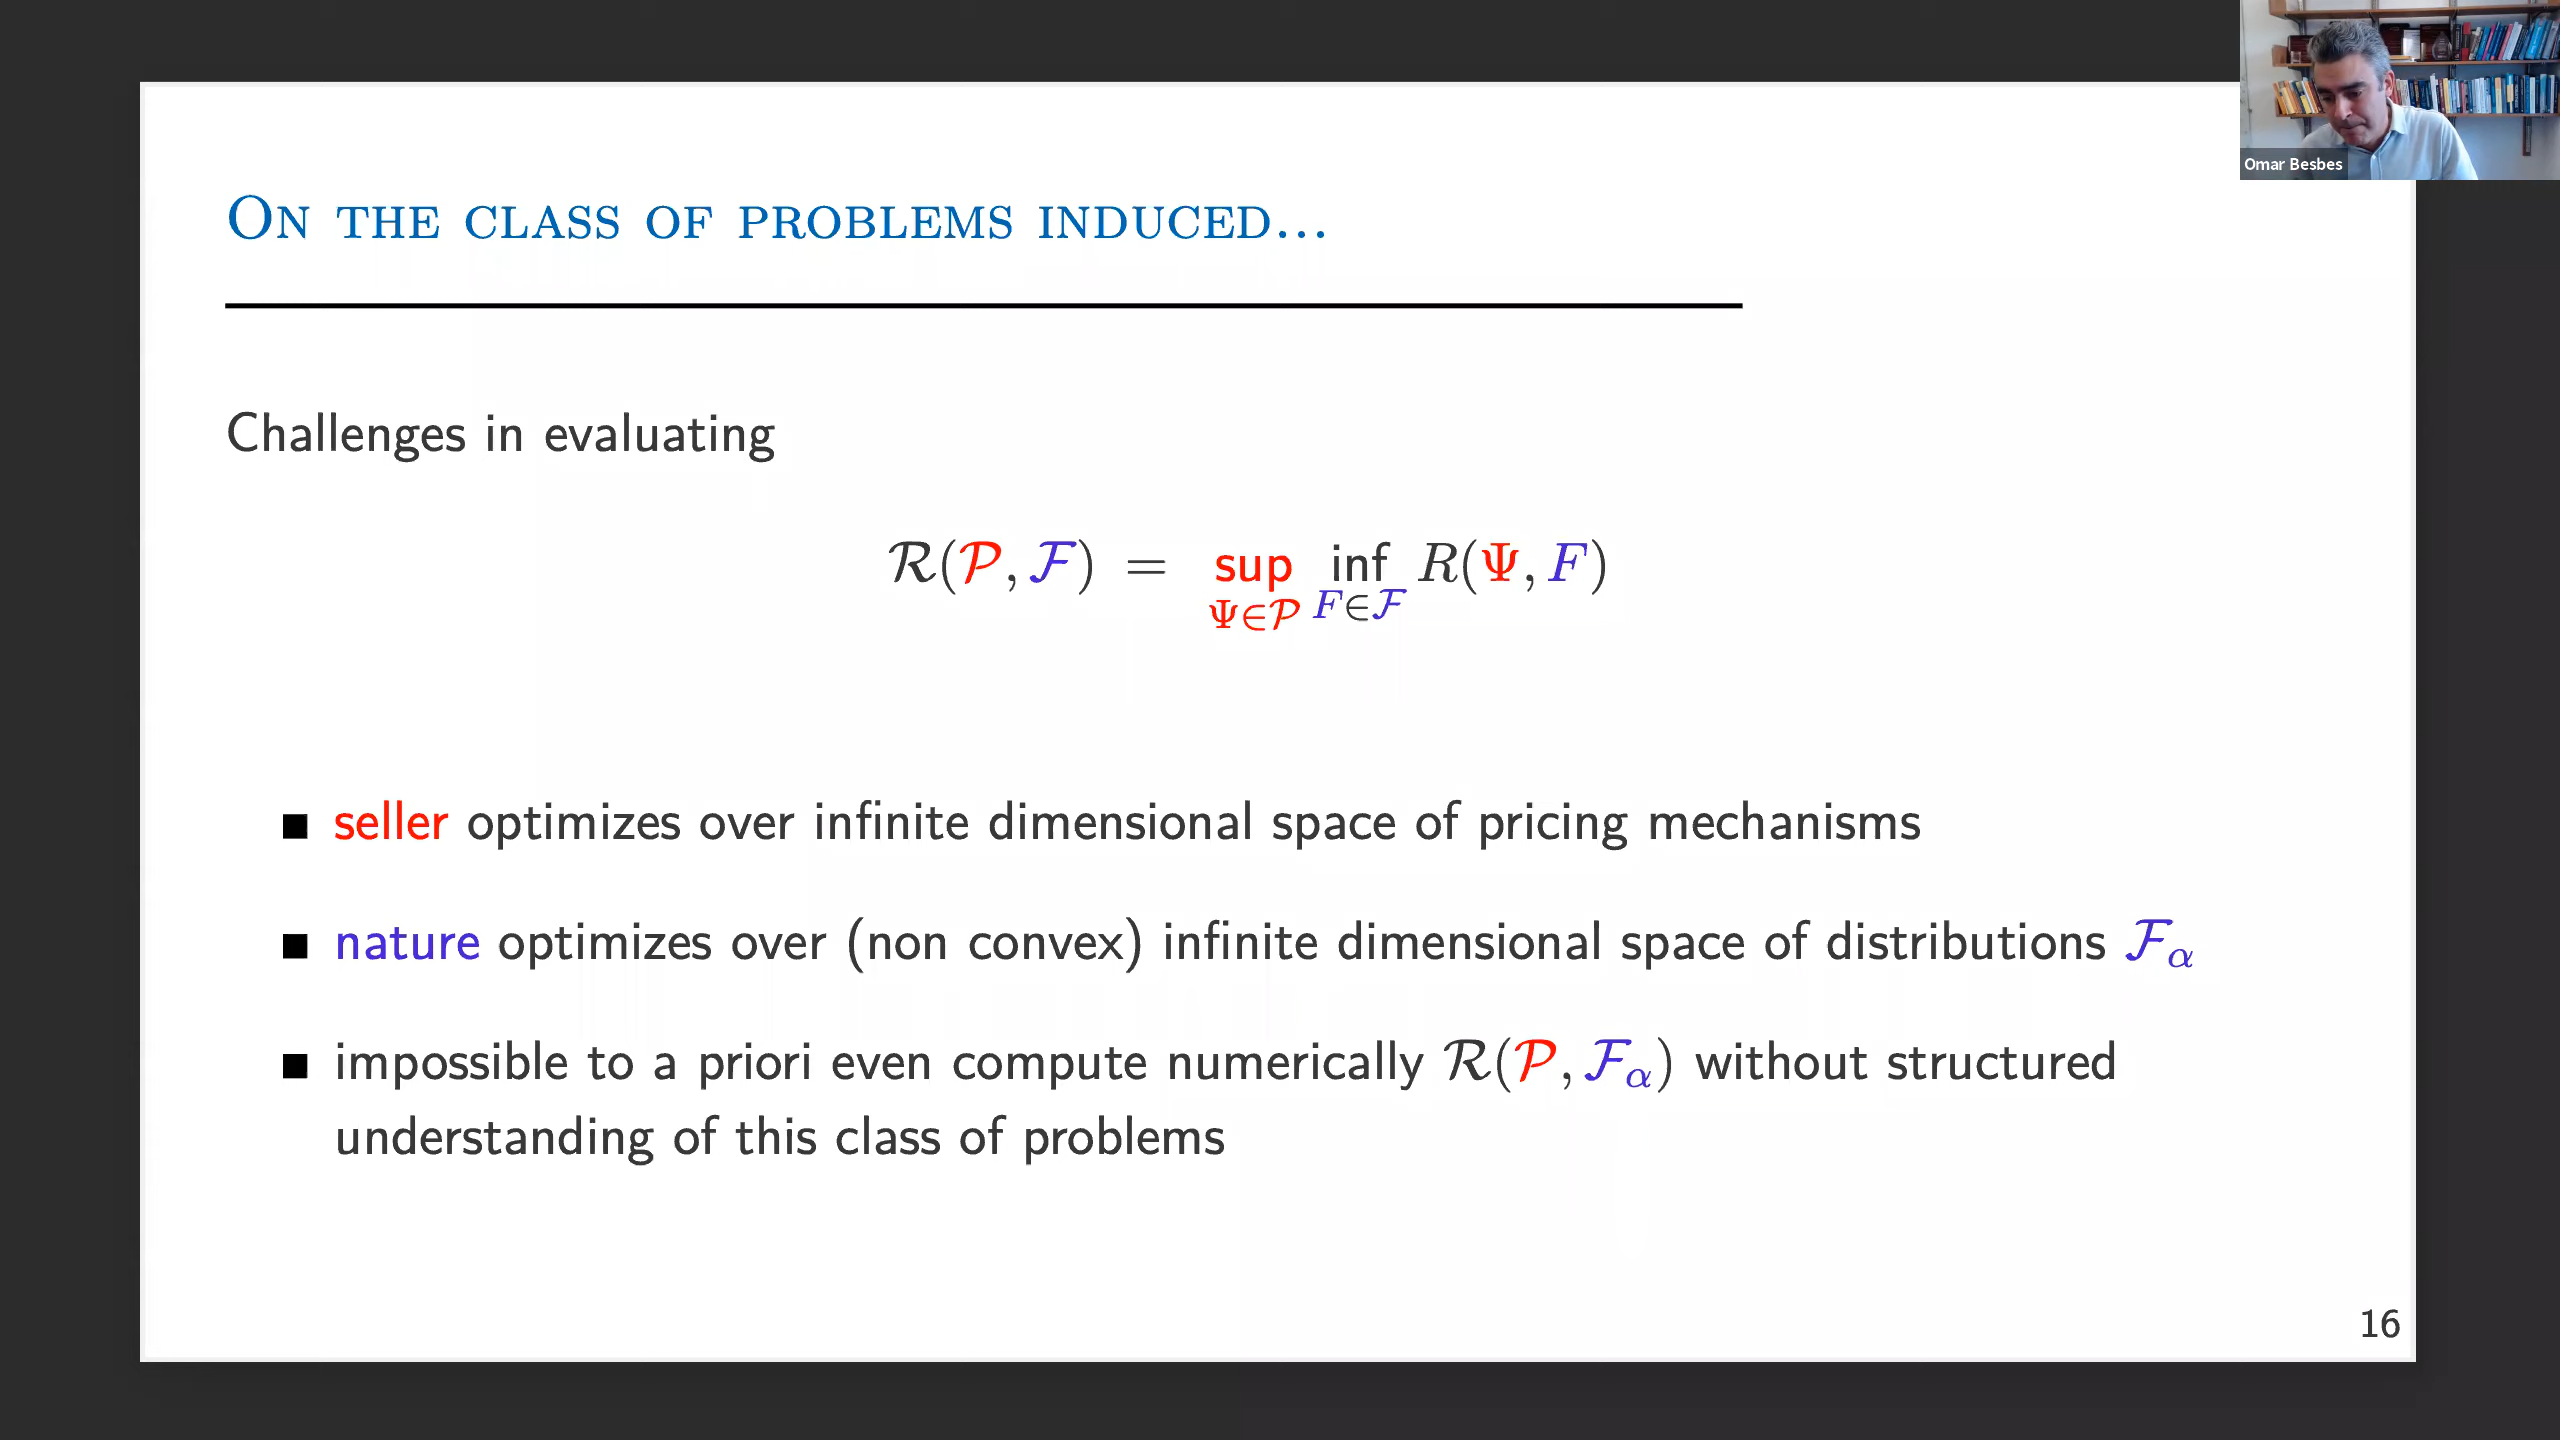 Omar Besbes
On the class of problems induced...
Challenges in evaluating
ℛ(𝒫, ℱ) = sup inf R(Ψ, F)
Ψ∈𝒫 F∈ℱ
■ seller optimizes over infinite dimensional space of pricing mechanisms
■ nature optimizes over (non convex) infinite dimensional space of distributions ℱα
■ impossible to a priori even compute numerically ℛ(𝒫, ℱα) without structured
understanding of this class of problems
16